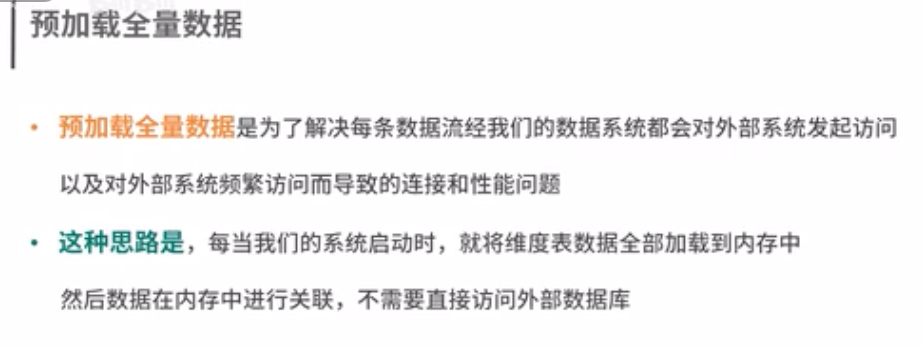 预加载全量数据
• 预加载全量数据是为了解决每条数据流经我们的数据系统都会对外部系统发起访问
以及对外部系统频繁访问而导致的连接和性能问题
• 这种思路是，每当我们的系统启动时，就将维度表数据全部加载到内存中
然后数据在内存中进行关联，不需要直接访问外部数据库